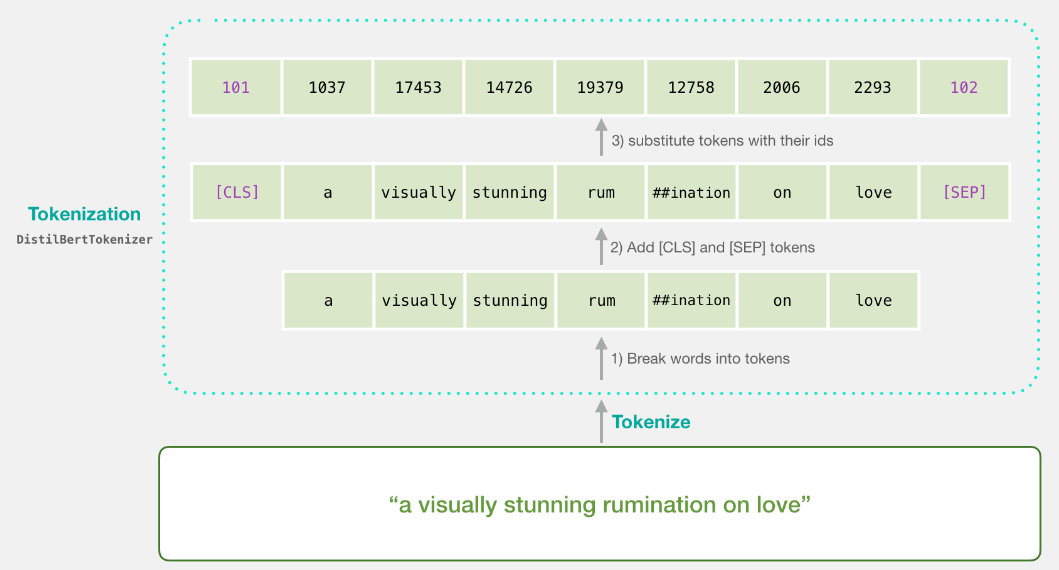 101 1037 17453 14726 19379 12758 2006 2293 102
3) substitute tokens with their ids
[CLS] a visually stunning rum ##ination on love [SEP]
Tokenization
DistilBertTokenizer
2) Add [CLS] and [SEP] tokens
a visually stunning rum ##ination on love
1) Break words into tokens
Tokenize
“a visually stunning rumination on love”